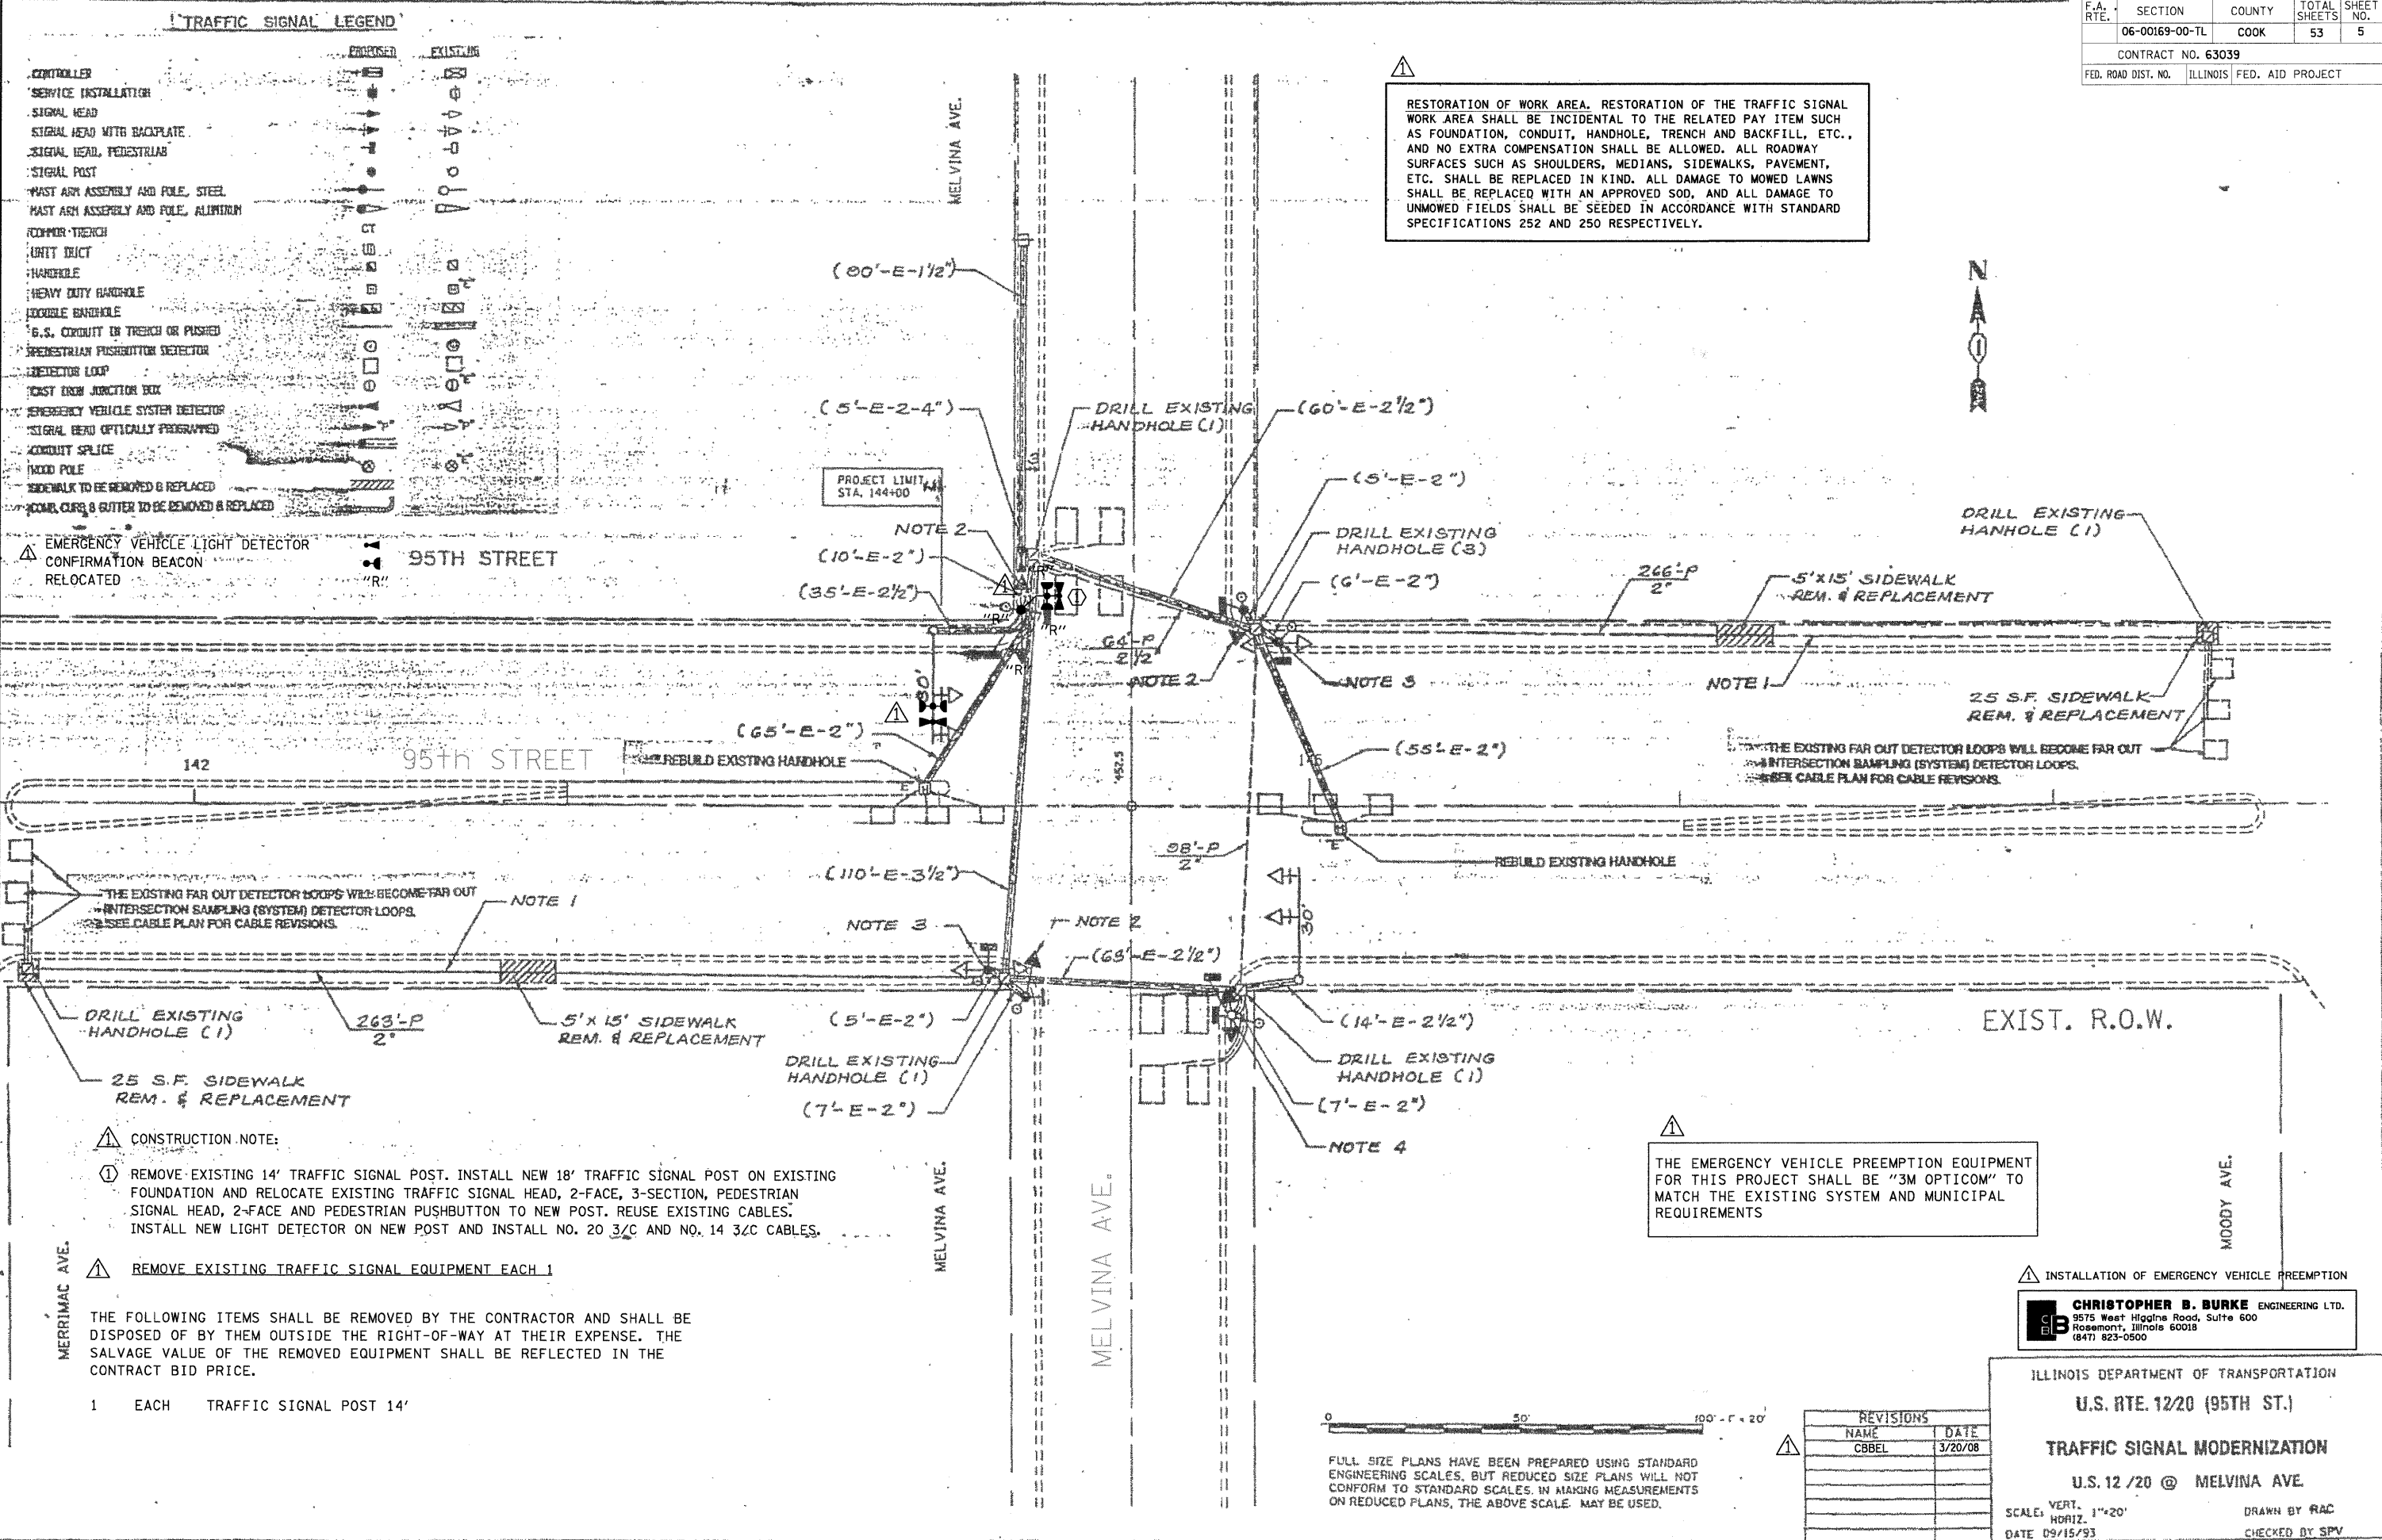 TRAFFIC SIGNAL LEGEND
PROPOSED EXISTING
CONTROLLER
SERVICE INSTALLATION
SIGNAL HEAD
SIGNAL HEAD WITH BACKPLATE
SIGNAL HEAD, PEDESTRIAN
SIGNAL POST
MAST ARM ASSEMBLY AND POLE, STEEL
MAST ARM ASSEMBLY AND POLE, ALUMINUM
COMMON TRENCH CT
UNIT DUCT
HANDHOLE
HEAVY DUTY HANDHOLE
DOUBLE HANDHOLE
G.S. CONDUIT IN TRENCH OR PUSHED
PEDESTRIAN PUSHBUTTON DETECTOR
DETECTOR LOOP
CAST IRON JUNCTION BOX
EMERGENCY VEHICLE SYSTEM DETECTOR
SIGNAL HEAD OPTICALLY PROGRAMMED "P" "P"
CONDUIT SPLICE
WOOD POLE
SIDEWALK TO BE REMOVED & REPLACED
COMB. CURB & GUTTER TO BE REMOVED & REPLACED
1 EMERGENCY VEHICLE LIGHT DETECTOR
CONFIRMATION BEACON
RELOCATED "R"
95TH STREET
F.A. RTE. SECTION COUNTY TOTAL SHEETS SHEET NO.
06-00169-00-TL COOK 53 5
CONTRACT NO. 63039
FED. ROAD DIST. NO. ILLINOIS FED. AID PROJECT
1
RESTORATION OF WORK AREA. RESTORATION OF THE TRAFFIC SIGNAL
WORK AREA SHALL BE INCIDENTAL TO THE RELATED PAY ITEM SUCH
AS FOUNDATION, CONDUIT, HANDHOLE, TRENCH AND BACKFILL, ETC.,
AND NO EXTRA COMPENSATION SHALL BE ALLOWED. ALL ROADWAY
SURFACES SUCH AS SHOULDERS, MEDIANS, SIDEWALKS, PAVEMENT,
ETC. SHALL BE REPLACED IN KIND. ALL DAMAGE TO MOWED LAWNS
SHALL BE REPLACED WITH AN APPROVED SOD, AND ALL DAMAGE TO
UNMOWED FIELDS SHALL BE SEEDED IN ACCORDANCE WITH STANDARD
SPECIFICATIONS 252 AND 250 RESPECTIVELY.
N
MELVINA AVE.
(80'-E-1½")
(5'-E-2-4")
DRILL EXISTING
HANDHOLE (1)
(60'-E-2½")
PROJECT LIMIT
STA. 144+00
NOTE 2
(10'-E-2")
(35'-E-2½")
1
"R"
1
"R"
"R"
"R"
(5'-E-2")
DRILL EXISTING
HANDHOLE (3)
(6'-E-2")
64'-P
2½"
NOTE 2
NOTE 3
266'-P
2"
5'X15' SIDEWALK
REM. & REPLACEMENT
DRILL EXISTING
HANHOLE (1)
NOTE 1
25 S.F. SIDEWALK
REM. & REPLACEMENT
THE EXISTING FAR OUT DETECTOR LOOPS WILL BECOME FAR OUT
INTERSECTION SAMPLING (SYSTEM) DETECTOR LOOPS.
SEE CABLE PLAN FOR CABLE REVISIONS.
30'
1
(65'-E-2")
REBUILD EXISTING HANDHOLE
142
95th STREET
E
(55'-E-2")
E
REBUILD EXISTING HANDHOLE
98'-P
2"
(110'-E-3½")
THE EXISTING FAR OUT DETECTOR LOOPS WILL BECOME FAR OUT
INTERSECTION SAMPLING (SYSTEM) DETECTOR LOOPS.
SEE CABLE PLAN FOR CABLE REVISIONS.
NOTE 1
NOTE 3
NOTE 2
(63'-E-2½")
30'
DRILL EXISTING
HANDHOLE (1)
263'-P
2"
5'X 15' SIDEWALK
REM. & REPLACEMENT
(5'-E-2")
DRILL EXISTING
HANDHOLE (1)
(7'-E-2")
25 S.F. SIDEWALK
REM. & REPLACEMENT
(14'-E-2½")
DRILL EXISTING
HANDHOLE (1)
(7'-E-2")
NOTE 4
EXIST. R.O.W.
1 CONSTRUCTION NOTE:
1 REMOVE EXISTING 14' TRAFFIC SIGNAL POST. INSTALL NEW 18' TRAFFIC SIGNAL POST ON EXISTING
FOUNDATION AND RELOCATE EXISTING TRAFFIC SIGNAL HEAD, 2-FACE, 3-SECTION, PEDESTRIAN
SIGNAL HEAD, 2-FACE AND PEDESTRIAN PUSHBUTTON TO NEW POST. REUSE EXISTING CABLES.
INSTALL NEW LIGHT DETECTOR ON NEW POST AND INSTALL NO. 20 3/C AND NO. 14 3/C CABLES.
1 REMOVE EXISTING TRAFFIC SIGNAL EQUIPMENT EACH 1
THE FOLLOWING ITEMS SHALL BE REMOVED BY THE CONTRACTOR AND SHALL BE
DISPOSED OF BY THEM OUTSIDE THE RIGHT-OF-WAY AT THEIR EXPENSE. THE
SALVAGE VALUE OF THE REMOVED EQUIPMENT SHALL BE REFLECTED IN THE
CONTRACT BID PRICE.
1 EACH TRAFFIC SIGNAL POST 14'
MERRIMAC AVE.
MELVINA AVE.
MELVINA AVE.
MOODY AVE.
1
THE EMERGENCY VEHICLE PREEMPTION EQUIPMENT
FOR THIS PROJECT SHALL BE "3M OPTICOM" TO
MATCH THE EXISTING SYSTEM AND MUNICIPAL
REQUIREMENTS
1 INSTALLATION OF EMERGENCY VEHICLE PREEMPTION
CHRISTOPHER B. BURKE ENGINEERING LTD.
9575 West Higgins Road, Suite 600
Rosemont, Illinois 60018
(847) 823-0500
0 50' 100'
FULL SIZE PLANS HAVE BEEN PREPARED USING STANDARD
ENGINEERING SCALES, BUT REDUCED SIZE PLANS WILL NOT
CONFORM TO STANDARD SCALES. IN MAKING MEASUREMENTS
ON REDUCED PLANS, THE ABOVE SCALE MAY BE USED.
REVISIONS
NAME DATE
1 CBBEL 3/20/08
ILLINOIS DEPARTMENT OF TRANSPORTATION
U.S. RTE. 12/20 (95TH ST.)
TRAFFIC SIGNAL MODERNIZATION
U.S. 12 /20 @ MELVINA AVE.
SCALE: VERT. HORIZ. 1"=20'
DRAWN BY RAC
DATE 09/15/93
CHECKED BY SPV